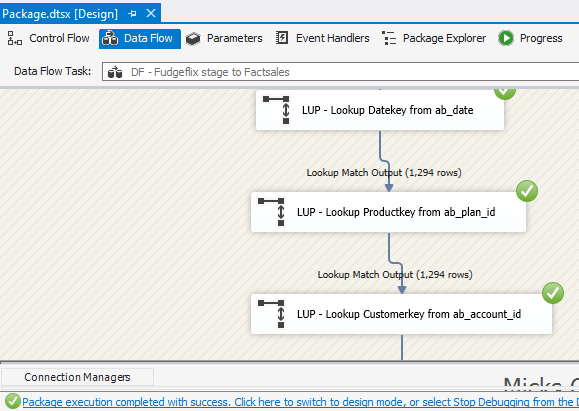 Package.dtsx [Design]
Control Flow
Data Flow
Parameters
Event Handlers
Package Explorer
Progress
Data Flow Task:
DF - Fudgeflix stage to Factsales
LUP - Lookup Datekey from ab_date
Lookup Match Output (1,294 rows)
LUP - Lookup Productkey from ab_plan_id
Lookup Match Output (1,294 rows)
LUP - Lookup Customerkey from ab_account_id
Connection Managers
Package execution completed with success. Click here to switch to design mode, or select Stop Debugging from the